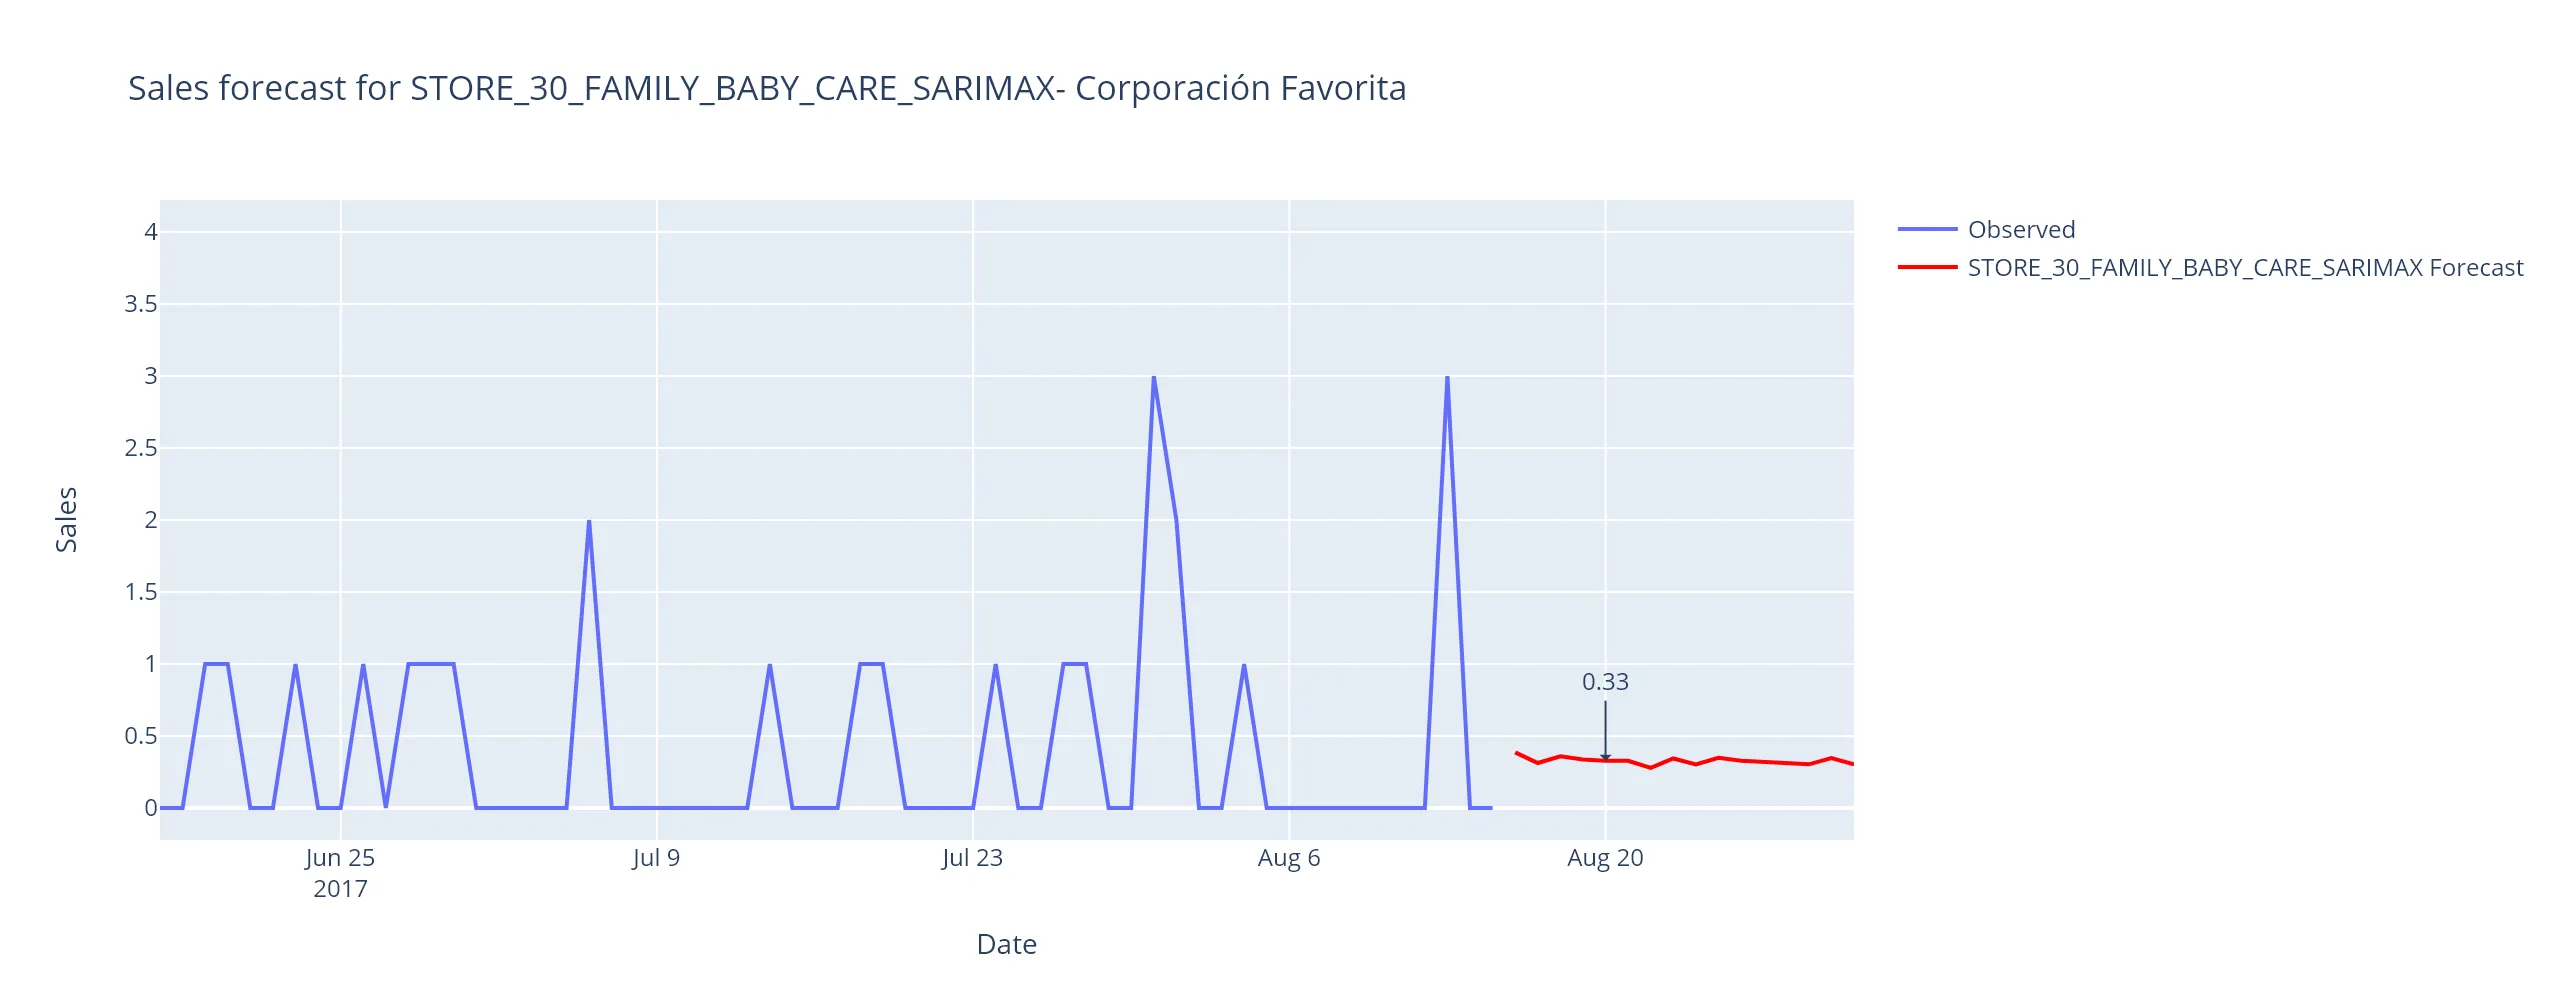 Sales forecast for STORE_30_FAMILY_BABY_CARE_SARIMAX- Corporación Favorita
Observed
STORE_30_FAMILY_BABY_CARE_SARIMAX Forecast
Sales
4
3.5
3
2.5
2
1.5
1
0.5
0
0.33
Jun 25
2017
Jul 9
Jul 23
Aug 6
Aug 20
Date